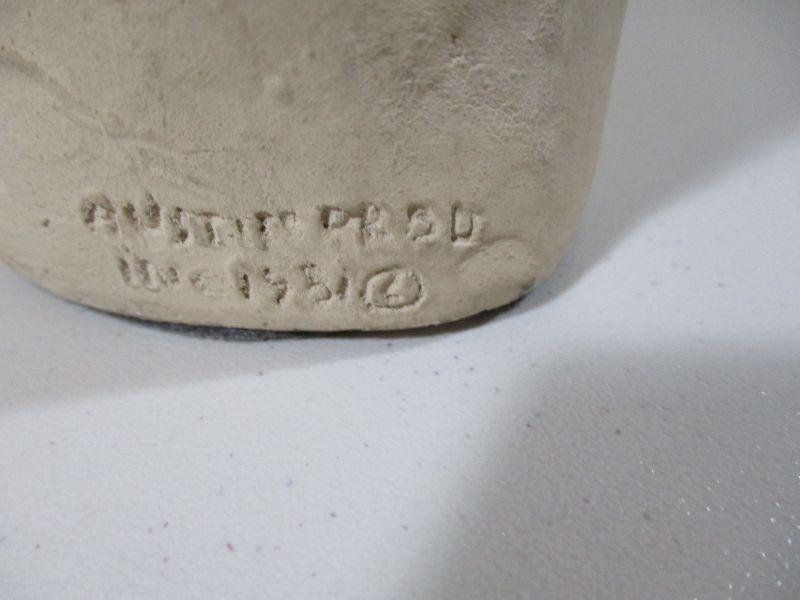 AUSTIN PROD
INC 1981 ©